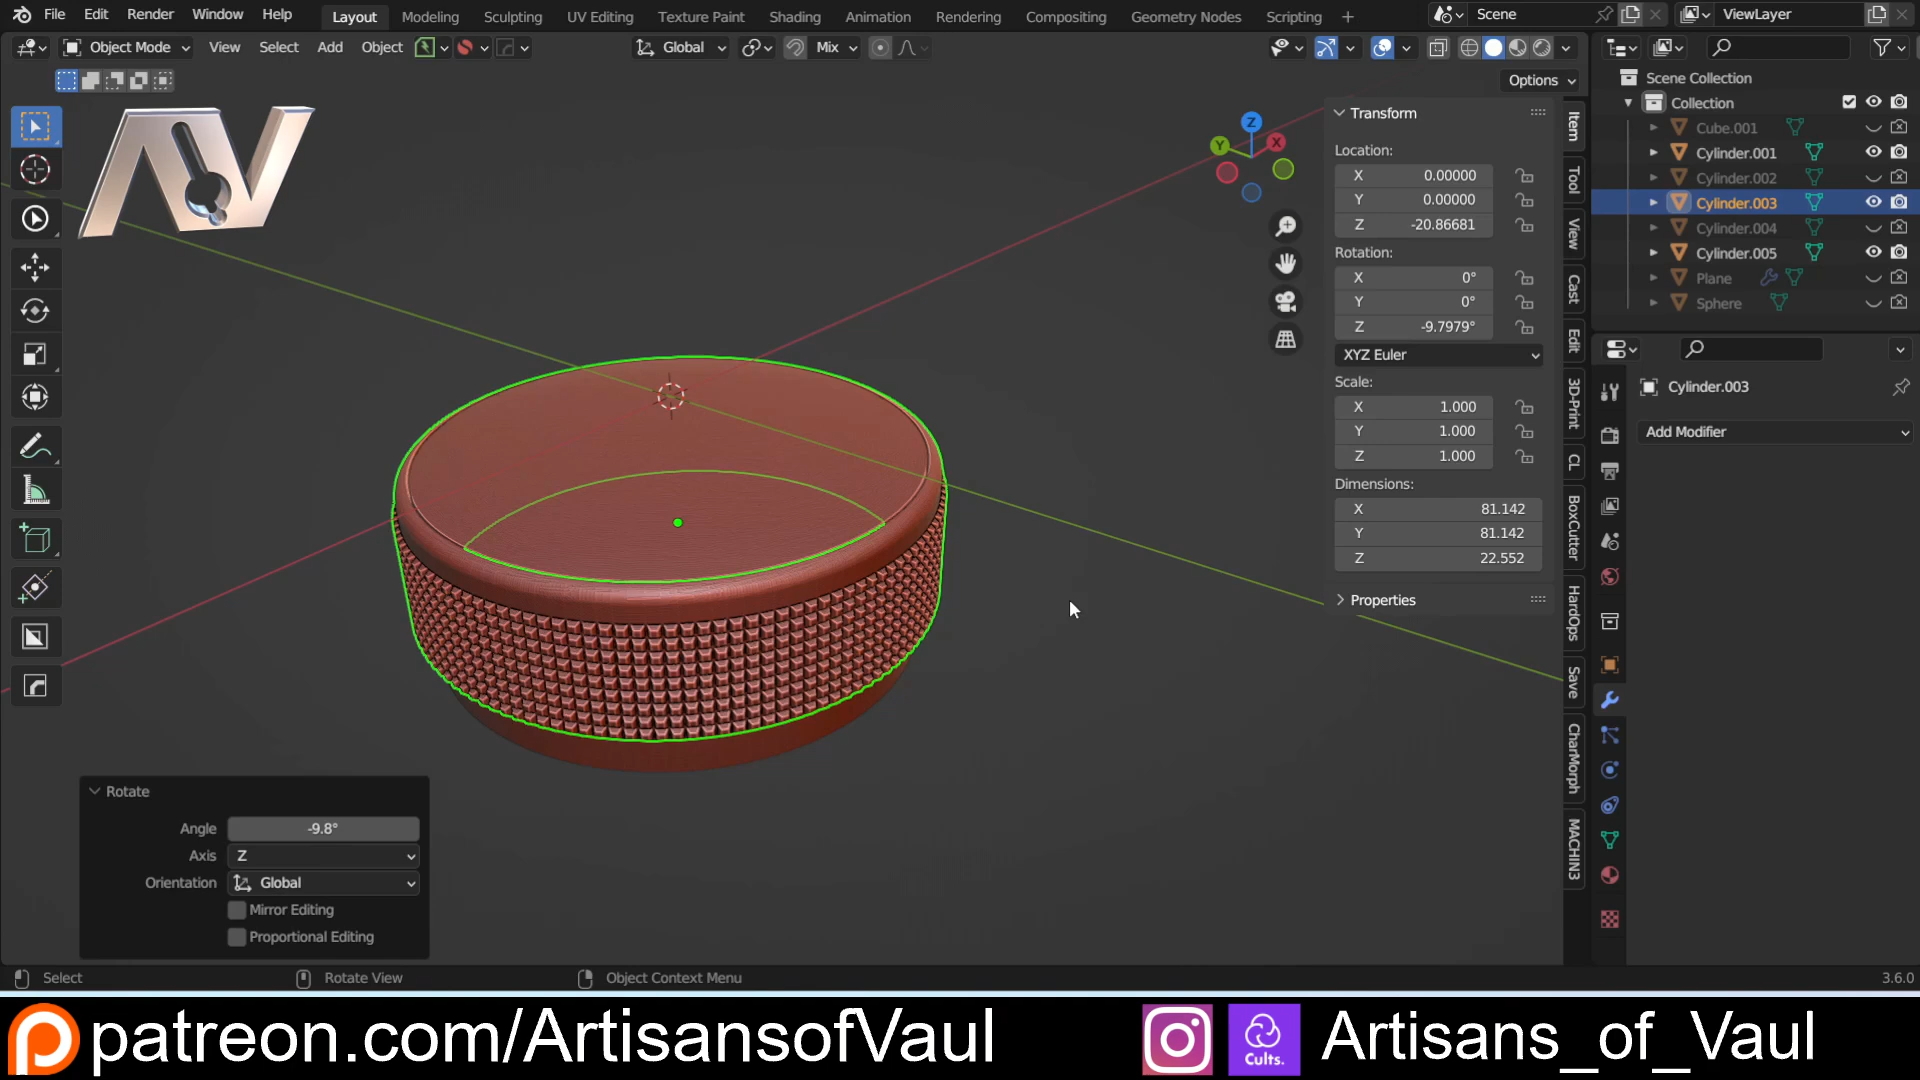 File Edit Render Window Help Layout Modeling Sculpting UV Editing Texture Paint Shading Animation Rendering Compositing Geometry Nodes Scripting + Scene ViewLayer
Object Mode View Select Add Object Global Mix
Options
AV
Z
Y
X
Transform
Location:
X 0.00000
Y 0.00000
Z -20.86681
Rotation:
X 0°
Y 0°
Z -9.7979°
XYZ Euler
Scale:
X 1.000
Y 1.000
Z 1.000
Dimensions:
X 81.142
Y 81.142
Z 22.552
Properties
Item
Tool
View
Cast
Edit
3D-Print
CL
BoxCutter
HardOps
Save
CharMorph
MACHIN3
Scene Collection
Collection
Cube.001
Cylinder.001
Cylinder.002
Cylinder.003
Cylinder.004
Cylinder.005
Plane
Sphere
Cylinder.003
Add Modifier
Rotate
Angle -9.8°
Axis Z
Orientation Global
Mirror Editing
Proportional Editing
Select Rotate View Object Context Menu 3.6.0
patreon.com/ArtisansofVaul Cults. Artisans_of_Vaul